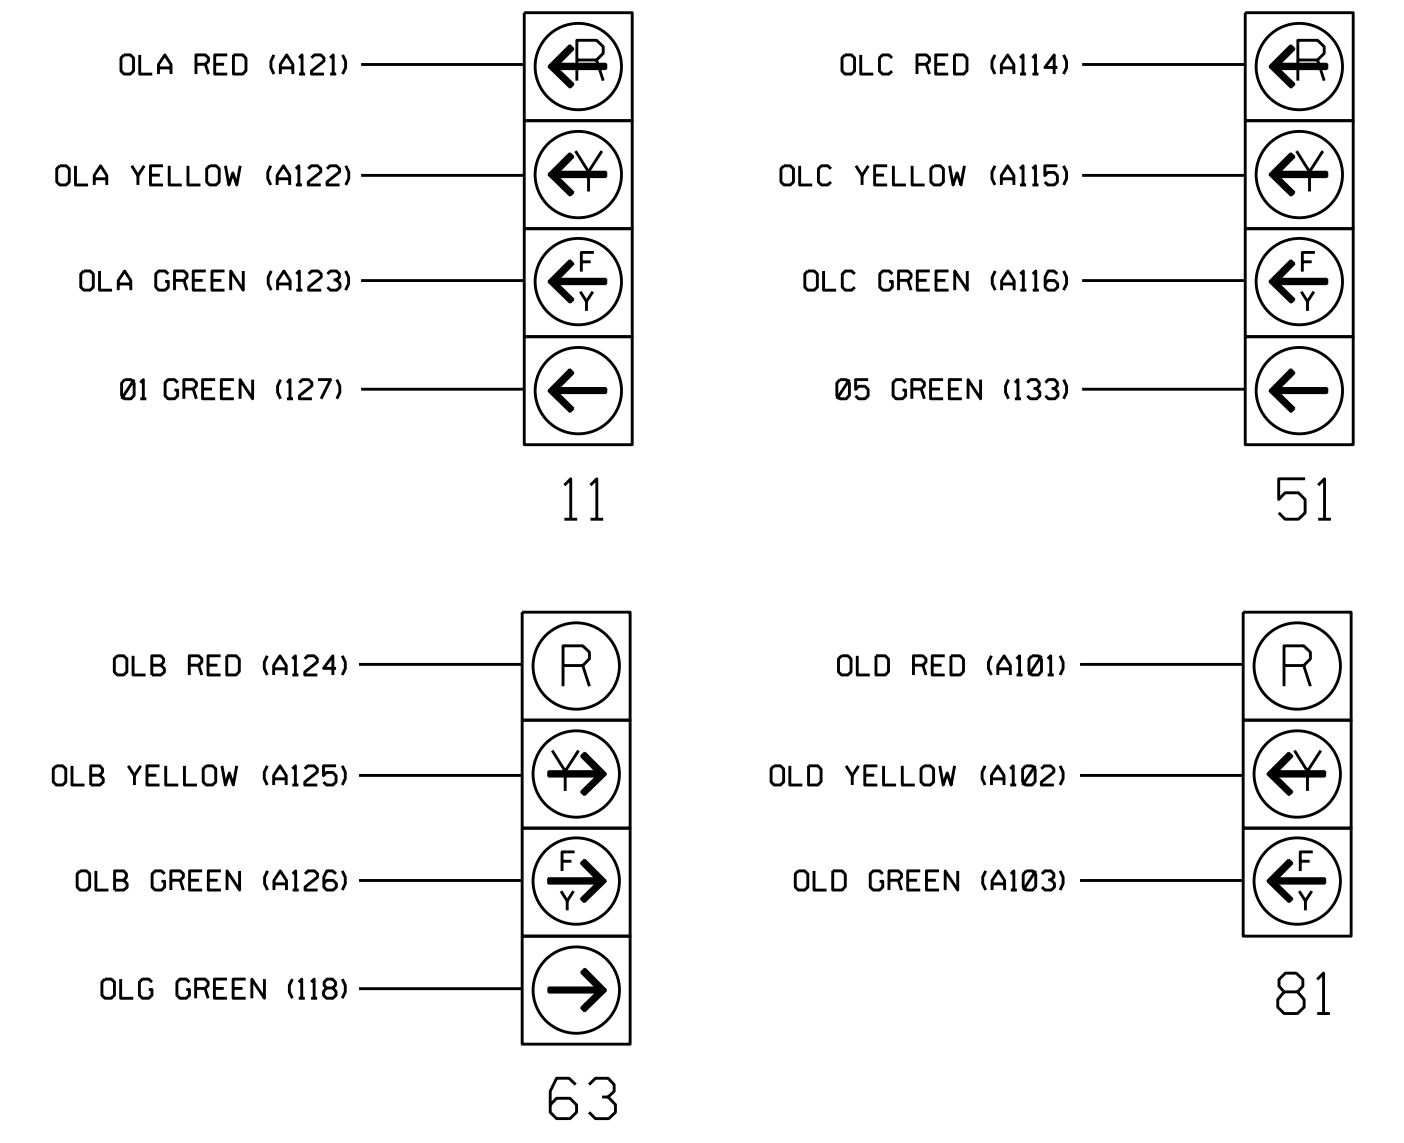 OLA RED (A121)
R
OLA YELLOW (A122)
Y
OLA GREEN (A123)
F
Y
Ø1 GREEN (127)
11
OLC RED (A114)
R
OLC YELLOW (A115)
Y
OLC GREEN (A116)
F
Y
Ø5 GREEN (133)
51
OLB RED (A124)
R
OLB YELLOW (A125)
Y
OLB GREEN (A126)
F
Y
OLG GREEN (118)
63
OLD RED (A101)
R
OLD YELLOW (A102)
Y
OLD GREEN (A103)
F
Y
81